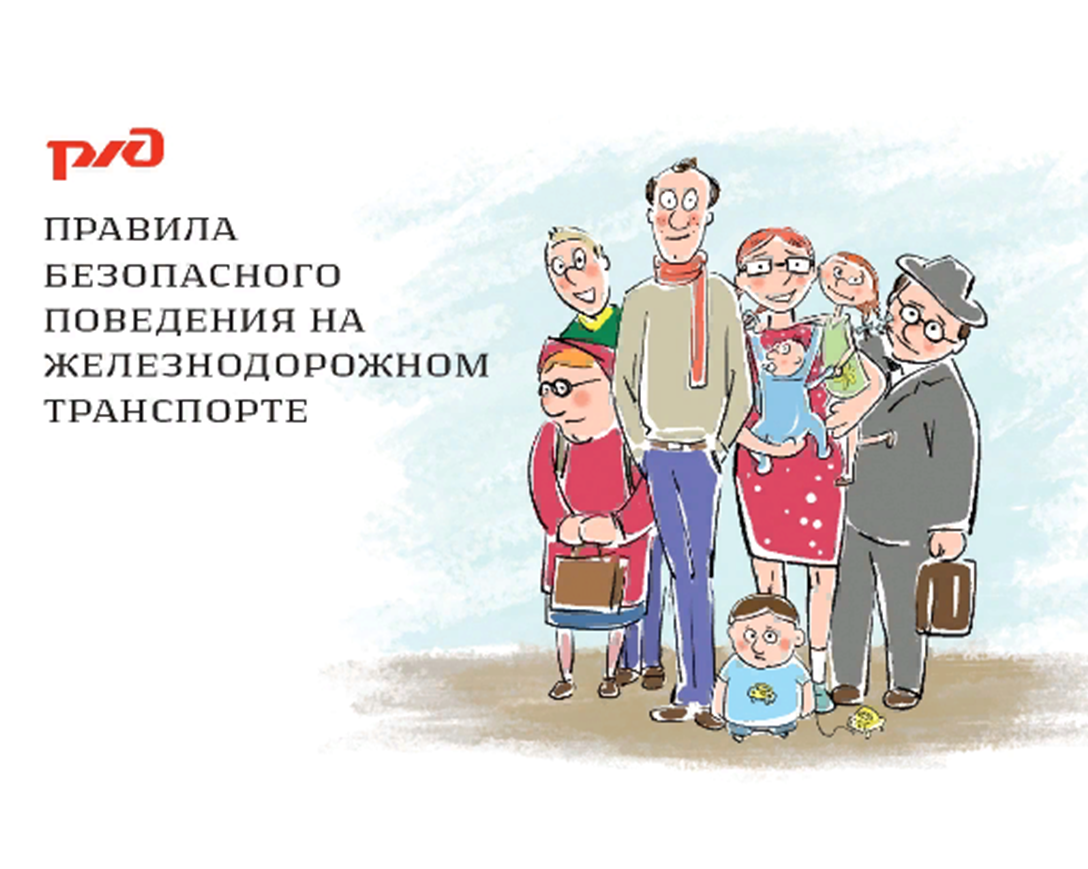 РЖД
ПРАВИЛА
БЕЗОПАСНОГО
ПОВЕДЕНИЯ НА
ЖЕЛЕЗНОДОРОЖНОМ
ТРАНСПОРТЕ